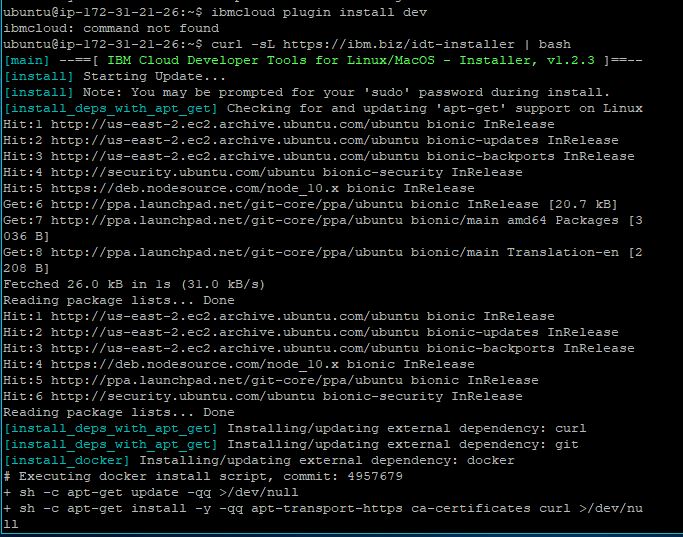 ubuntu@ip-172-31-21-26:~$ ibmcloud plugin install dev
ibmcloud: command not found
ubuntu@ip-172-31-21-26:~$ curl -sL https://ibm.biz/idt-installer | bash
[main] --==[ IBM Cloud Developer Tools for Linux/MacOS - Installer, v1.2.3 ]==--
[install] Starting Update...
[install] Note: You may be prompted for your 'sudo' password during install.
[install_deps_with_apt_get] Checking for and updating 'apt-get' support on Linux
Hit:1 http://us-east-2.ec2.archive.ubuntu.com/ubuntu bionic InRelease
Hit:2 http://us-east-2.ec2.archive.ubuntu.com/ubuntu bionic-updates InRelease
Hit:3 http://us-east-2.ec2.archive.ubuntu.com/ubuntu bionic-backports InRelease
Hit:4 http://security.ubuntu.com/ubuntu bionic-security InRelease
Hit:5 https://deb.nodesource.com/node_10.x bionic InRelease
Get:6 http://ppa.launchpad.net/git-core/ppa/ubuntu bionic InRelease [20.7 kB]
Get:7 http://ppa.launchpad.net/git-core/ppa/ubuntu bionic/main amd64 Packages [3
036 B]
Get:8 http://ppa.launchpad.net/git-core/ppa/ubuntu bionic/main Translation-en [2
208 B]
Fetched 26.0 kB in 1s (31.0 kB/s)
Reading package lists... Done
Hit:1 http://us-east-2.ec2.archive.ubuntu.com/ubuntu bionic InRelease
Hit:2 http://us-east-2.ec2.archive.ubuntu.com/ubuntu bionic-updates InRelease
Hit:3 http://us-east-2.ec2.archive.ubuntu.com/ubuntu bionic-backports InRelease
Hit:4 https://deb.nodesource.com/node_10.x bionic InRelease
Hit:5 http://ppa.launchpad.net/git-core/ppa/ubuntu bionic InRelease
Hit:6 http://security.ubuntu.com/ubuntu bionic-security InRelease
Reading package lists... Done
[install_deps_with_apt_get] Installing/updating external dependency: curl
[install_deps_with_apt_get] Installing/updating external dependency: git
[install_docker] Installing/updating external dependency: docker
# Executing docker install script, commit: 4957679
+ sh -c apt-get update -qq >/dev/null
+ sh -c apt-get install -y -qq apt-transport-https ca-certificates curl >/dev/nu
ll